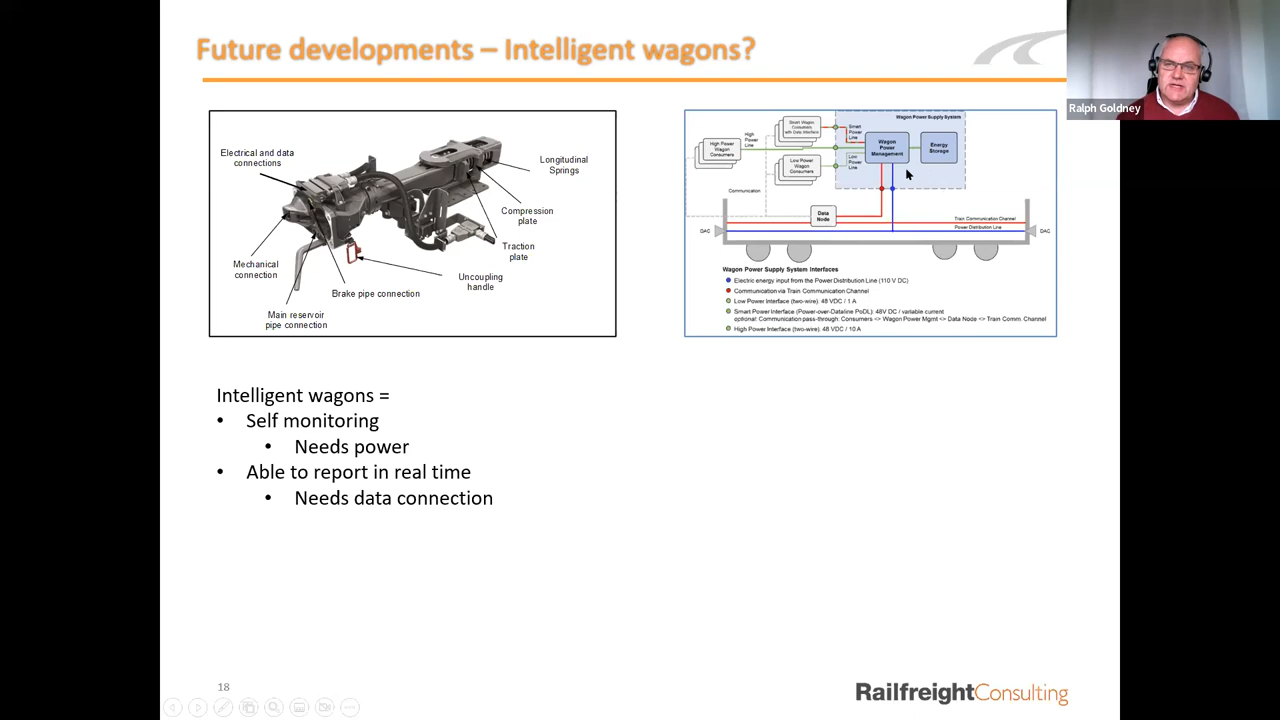 Future developments – Intelligent wagons?
Ralph Goldney
Electrical and data
connections
Longitudinal
Springs
Compression
plate
Traction
plate
Uncoupling
handle
Mechanical
connection
Brake pipe connection
Main reservoir
pipe connection
Wagon Power Supply System
Smart Wagon
Consumers
with Data Interface
Smart
Power
Line
High
Power
Line
High Power
Wagon
Consumers
Wagon
Power
Management
Energy
Storage
Low
Power
Line
Low Power
Wagon
Consumers
Communication
Data
Node
Train Communication Channel
Power Distribution Line
DAC
DAC
Wagon Power Supply System Interfaces
Electric energy input from the Power Distribution Line (110 V DC)
Communication via Train Communication Channel
Low Power Interface (two-wire): 48 VDC / 1 A
Smart Power Interface (Power-over-Dataline PoDL): 48V DC / variable current
optional: Communication pass-through: Consumers <> Wagon Power Mgmt <> Data Node <> Train Comm. Channel
High Power Interface (two-wire): 48 VDC / 10 A
Intelligent wagons =
• Self monitoring
• Needs power
• Able to report in real time
• Needs data connection
18
RailfreightConsulting